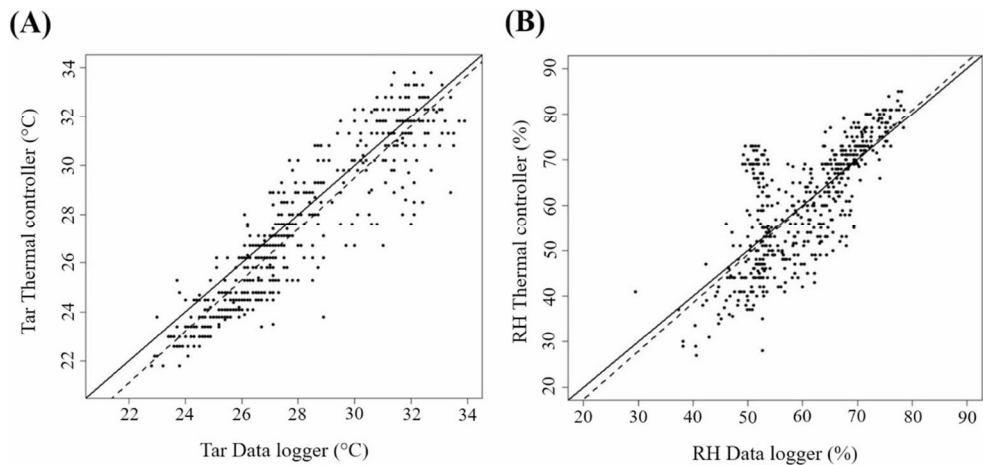 (A)
(B)
Tar Thermal controller (°C)
34
32
30
28
26
24
22
22 24 26 28 30 32 34
Tar Data logger (°C)
RH Thermal controller (%)
90
80
70
60
50
40
30
20
20 30 40 50 60 70 80 90
RH Data logger (%)